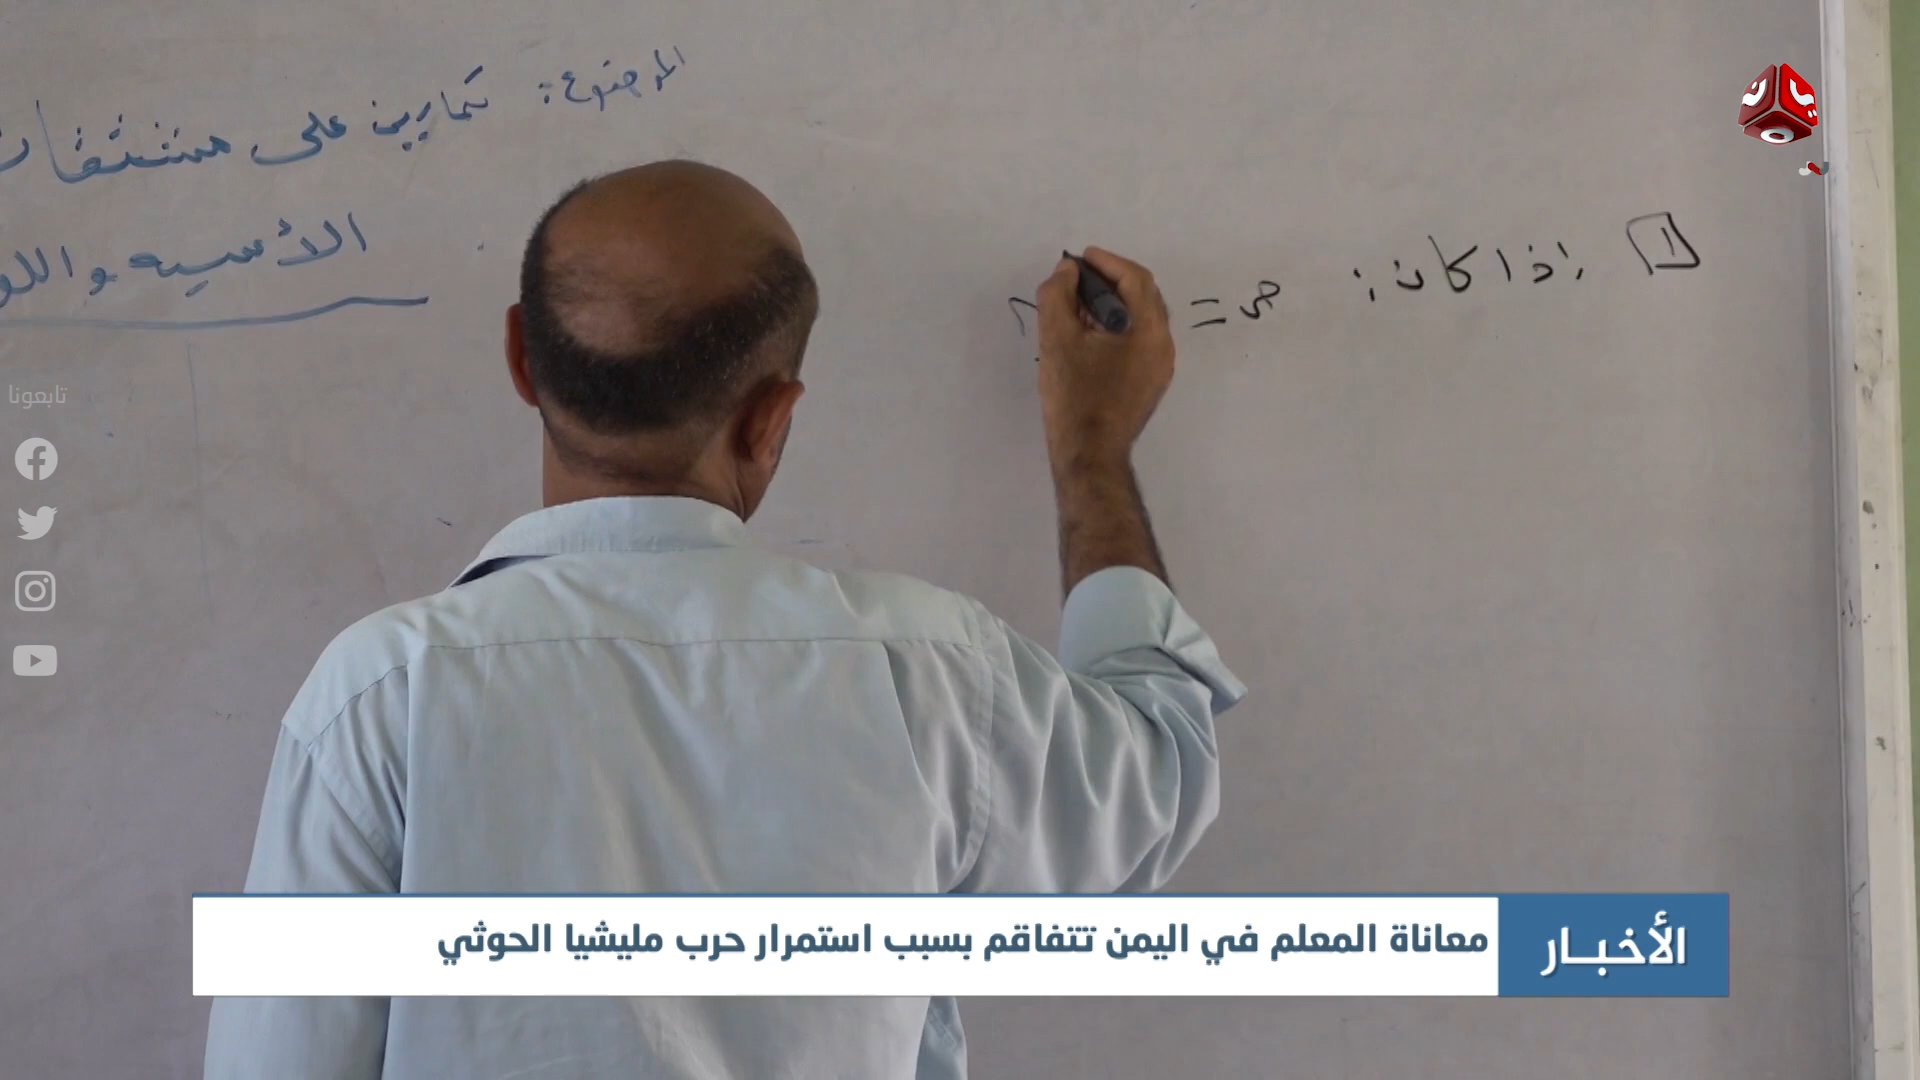 الموضوع: تمارين على مشتقات
الأسية واللو
1 إذا كان: ص =
تابعونا
الأخبار
معاناة المعلم في اليمن تتفاقم بسبب استمرار حرب مليشيا الحوثي